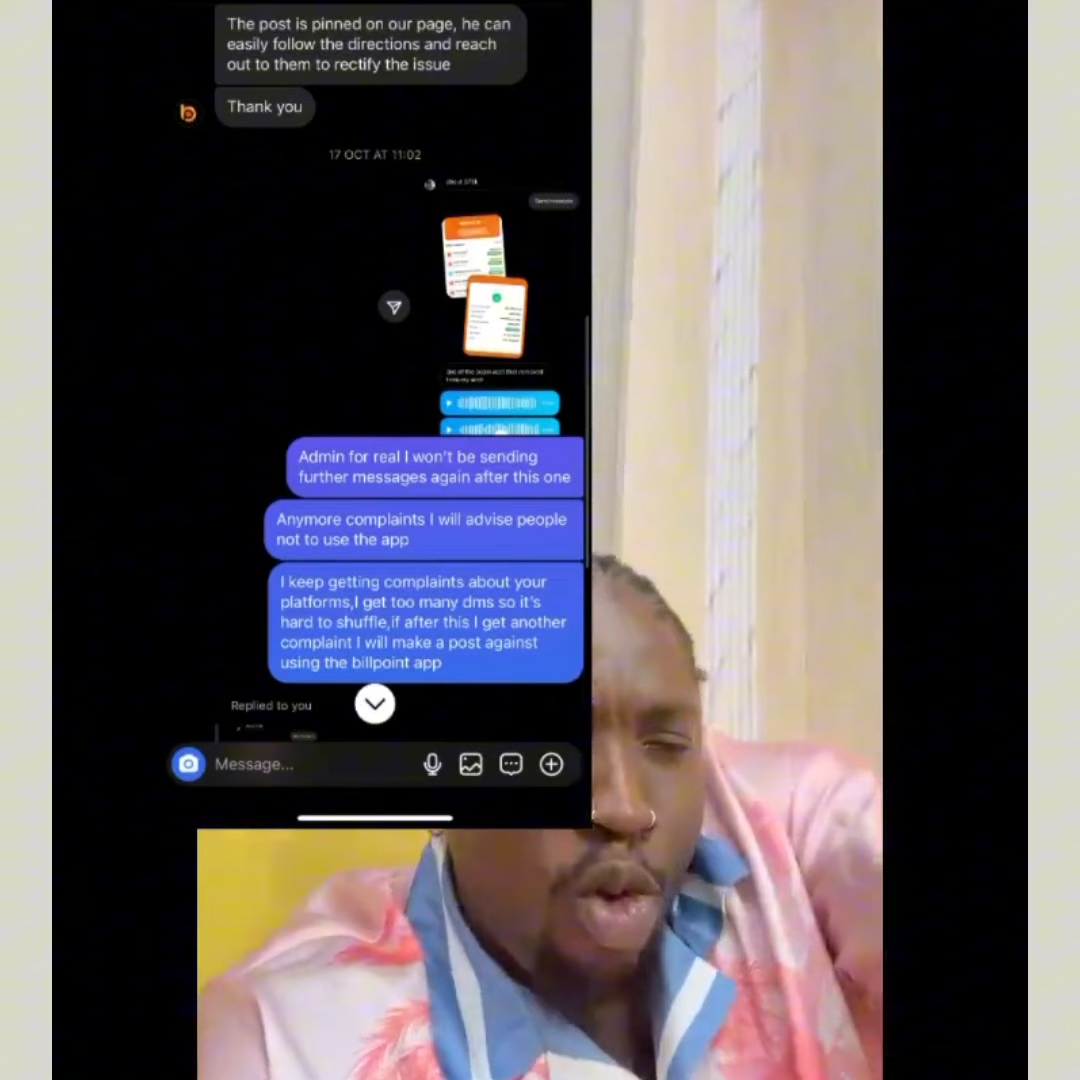 The post is pinned on our page, he can
easily follow the directions and reach
out to them to rectify the issue
Thank you
17 OCT AT 11:02
Admin for real I won't be sending
further messages again after this one
Anymore complaints I will advise people
not to use the app
I keep getting complaints about your
platforms,I get too many dms so it's
hard to shuffle,if after this I get another
complaint I will make a post against
using the billpoint app
Replied to you
Message...